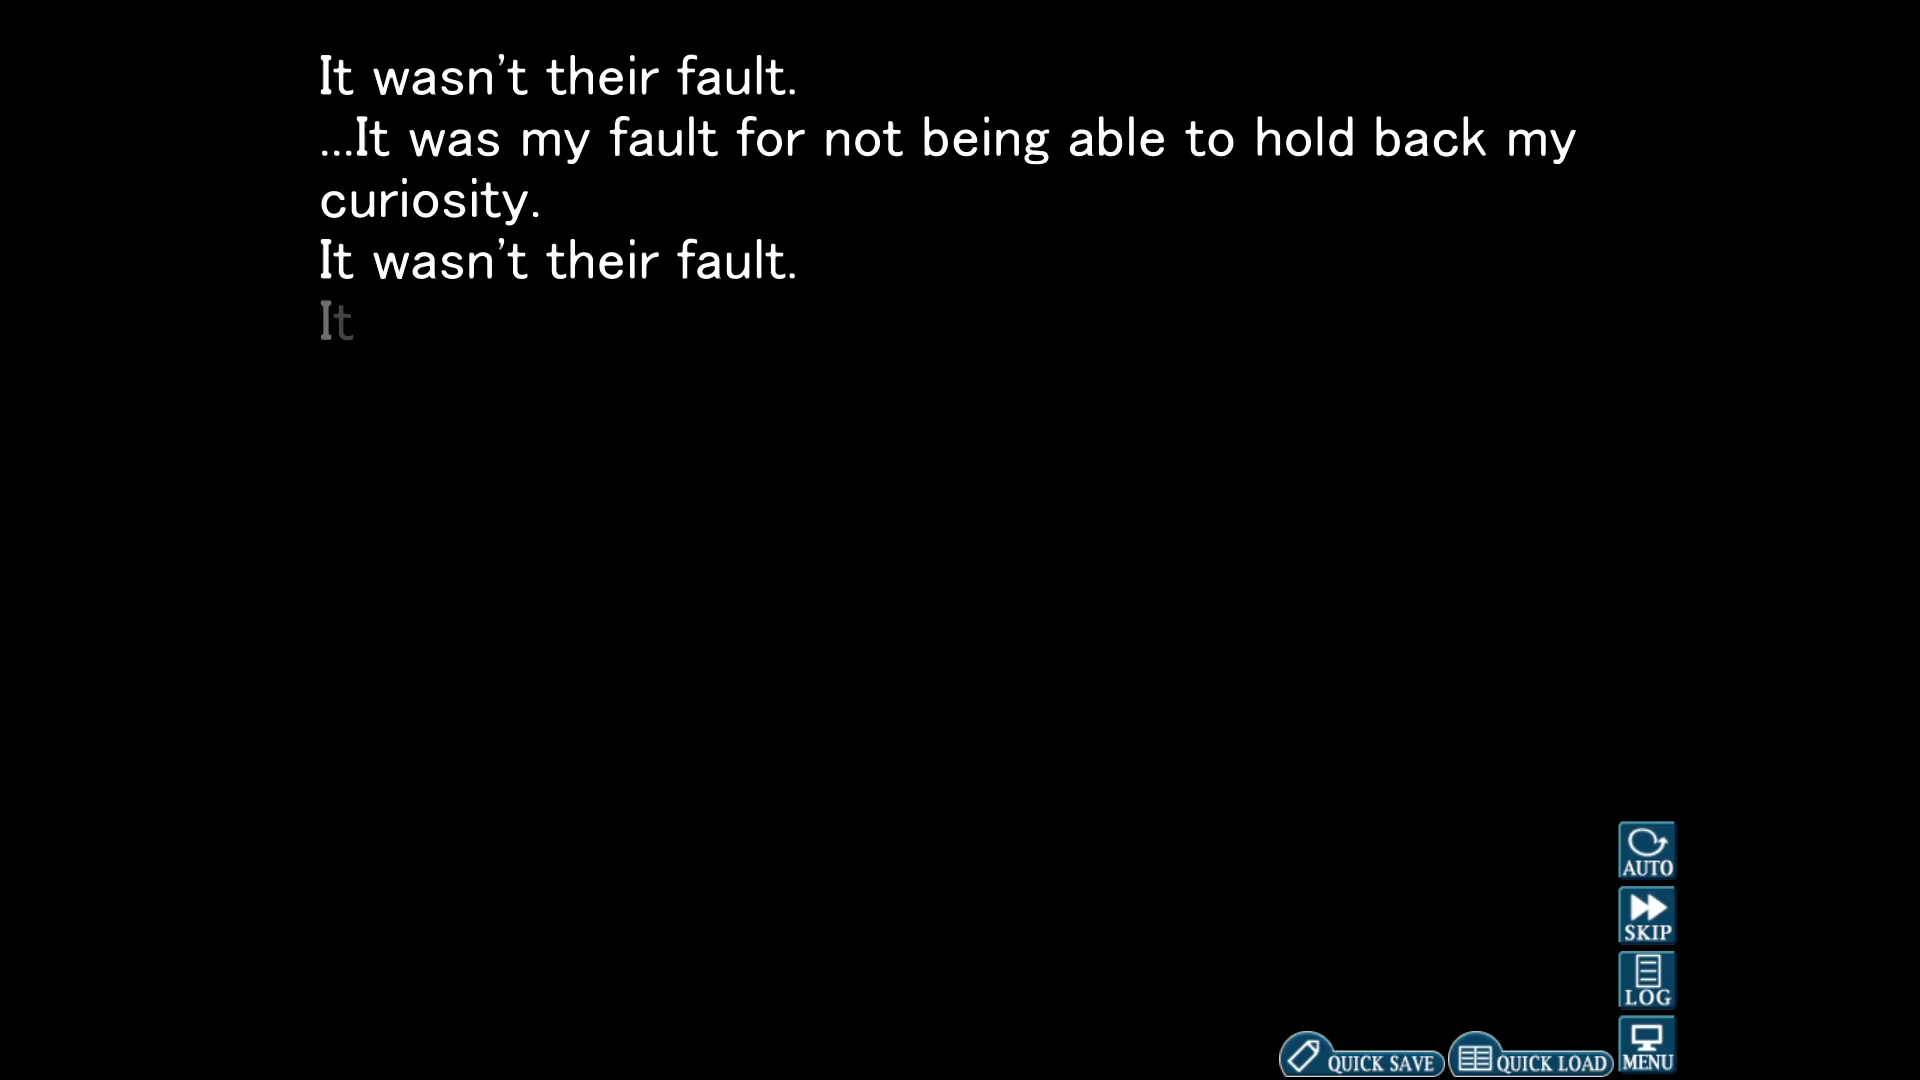 It wasn't their fault.
...It was my fault for not being able to hold back my
curiosity.
It wasn't their fault.
It
AUTO
SKIP
LOG
QUICK SAVE
QUICK LOAD
MENU